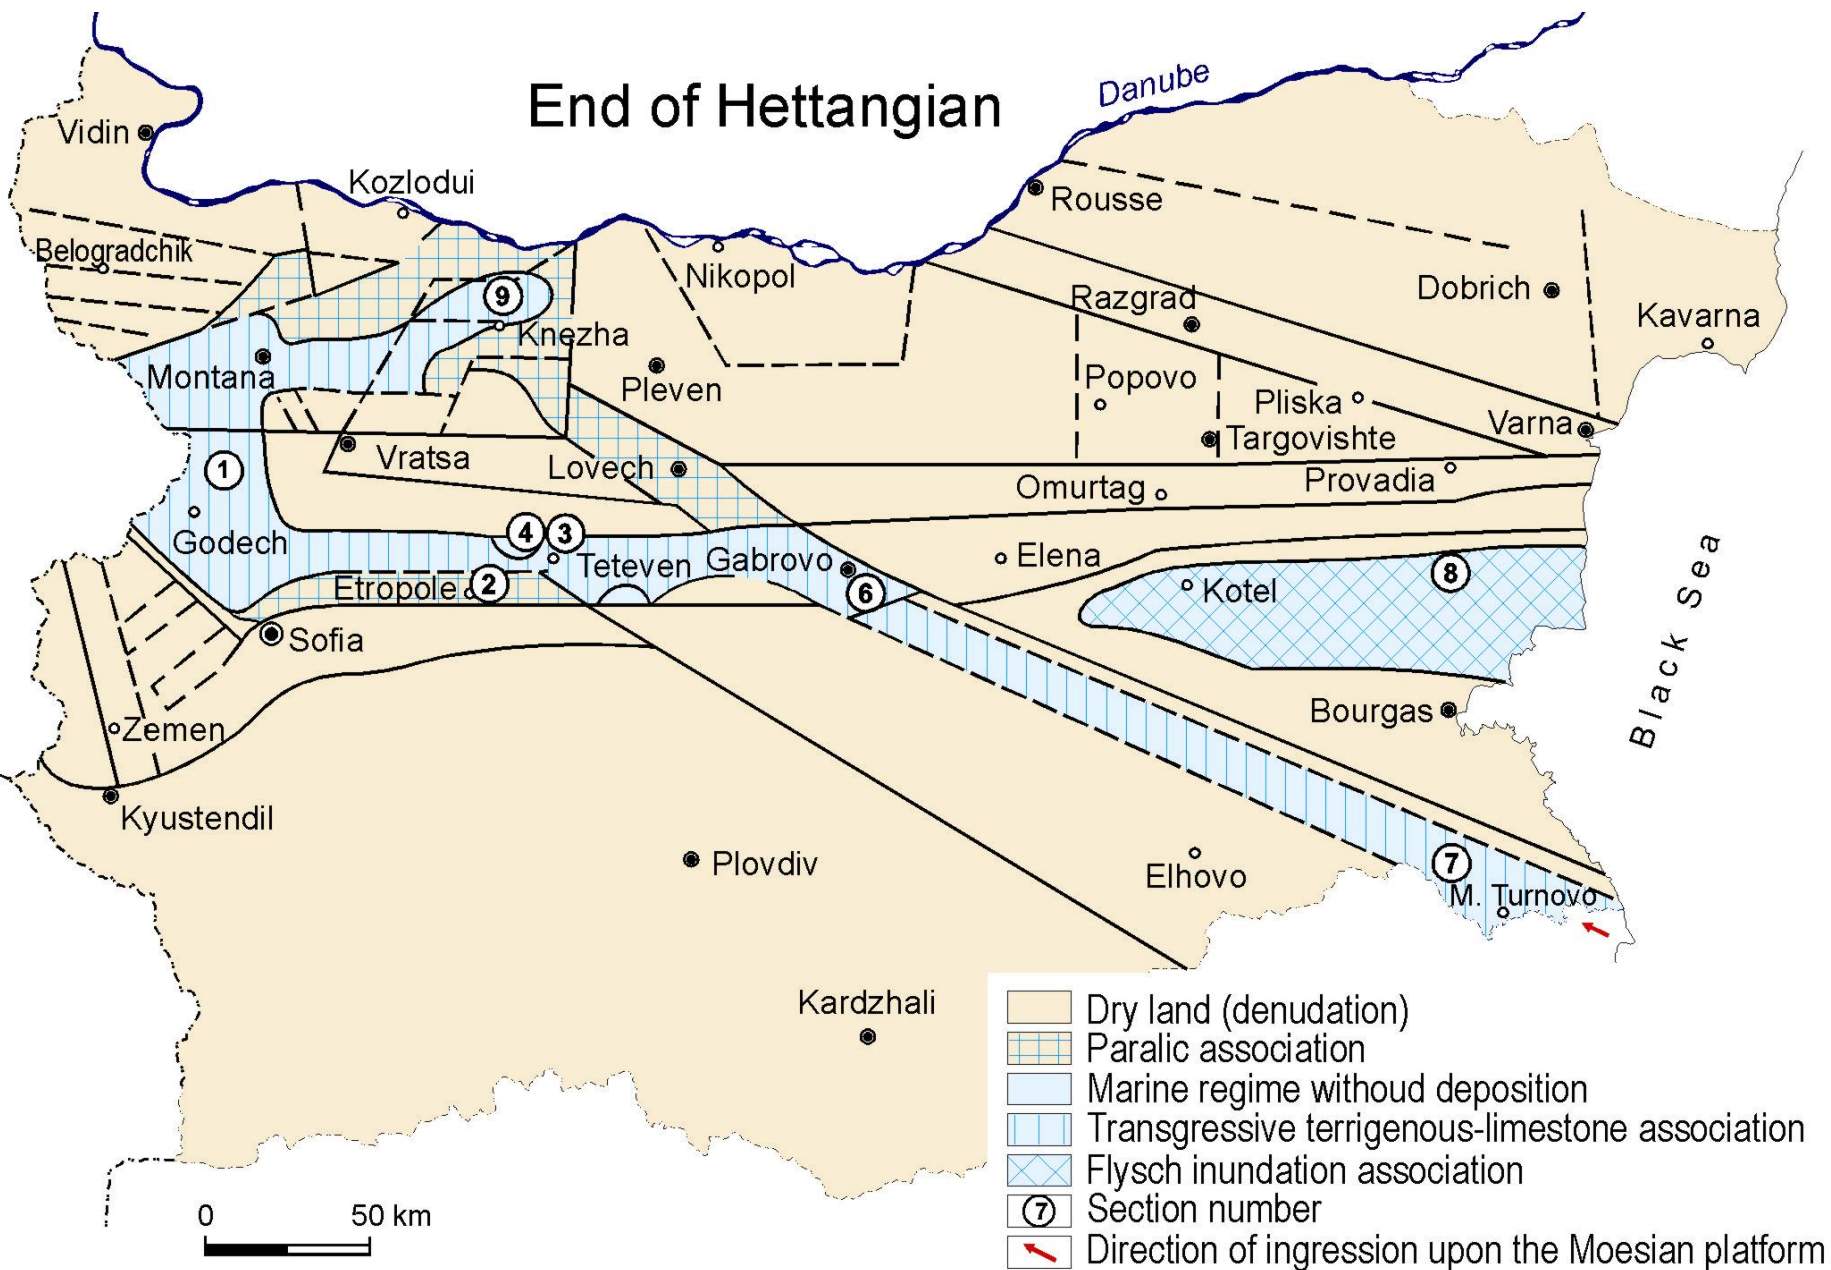 End of Hettangian
Danube
Vidin
Kozlodui
Rousse
Belogradchik
Nikopol
Dobrich
9
Razgrad
Kavarna
Knezha
Montana
Pleven
Popovo
Pliska
Varna
Vratsa
Targovishte
1
Lovech
Provadia
Omurtag
4
3
Godech
Teteven
Gabrovo
Elena
8
Etropole
2
6
Kotel
Sofia
Black Sea
Zemen
Bourgas
Kyustendil
Plovdiv
7
Elhovo
M. Turnovo
Kardzhali
Dry land (denudation)
Paralic association
Marine regime withoud deposition
Transgressive terrigenous-limestone association
Flysch inundation association
7 Section number
Direction of ingression upon the Moesian platform
0 50 km